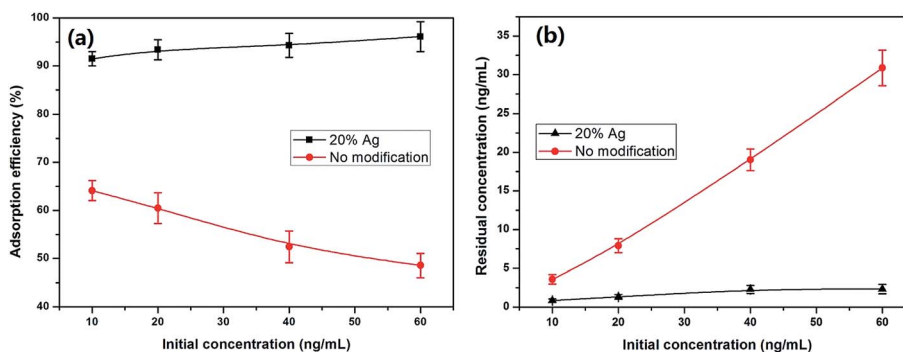 (a)
Adsorption efficiency (%)
100
90
80
70
60
50
40
20% Ag
No modification
10 20 30 40 50 60
Initial concentration (ng/mL)
(b)
Residual concentration (ng/mL)
35
30
25
20
15
10
5
0
20% Ag
No modification
10 20 30 40 50 60
Initial concentration (ng/mL)